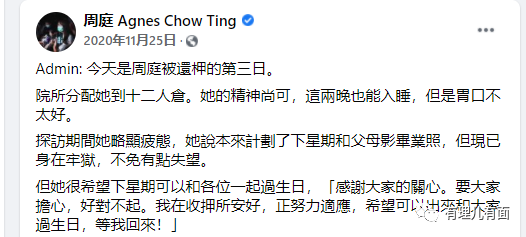 周庭 Agnes Chow Ting
2020年11月25日 ·
Admin: 今天是周庭被還柙的第三日。
院所分配她到十二人倉。她的精神尚可，這兩晚也能入睡，但是胃口不
太好。
探訪期間她略顯疲態，她說本來計劃了下星期和父母影畢業照，但現已
身在牢獄，不免有點失望。
但她很希望下星期可以和各位一起過生日，「感謝大家的關心。要大家
擔心，好對不起。我在收押所安好，正努力適應，希望可以出來和大家
過生日，等我回來！」
有理儿有面